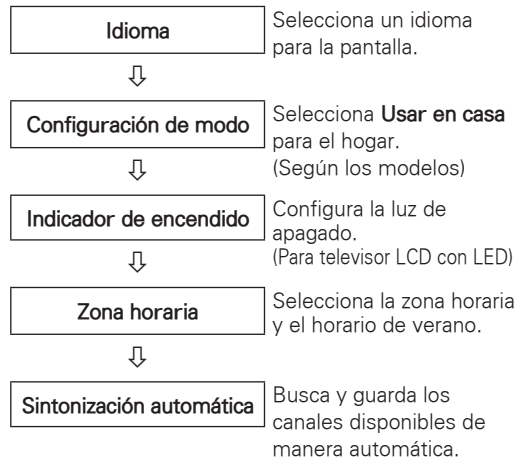 Idioma
Selecciona un idioma
para la pantalla.
⇩
Configuración de modo
Selecciona Usar en casa
para el hogar.
(Según los modelos)
⇩
Indicador de encendido
Configura la luz de
apagado.
(Para televisor LCD con LED)
⇩
Zona horaria
Selecciona la zona horaria
y el horario de verano.
⇩
Sintonización automática
Busca y guarda los
canales disponibles de
manera automática.